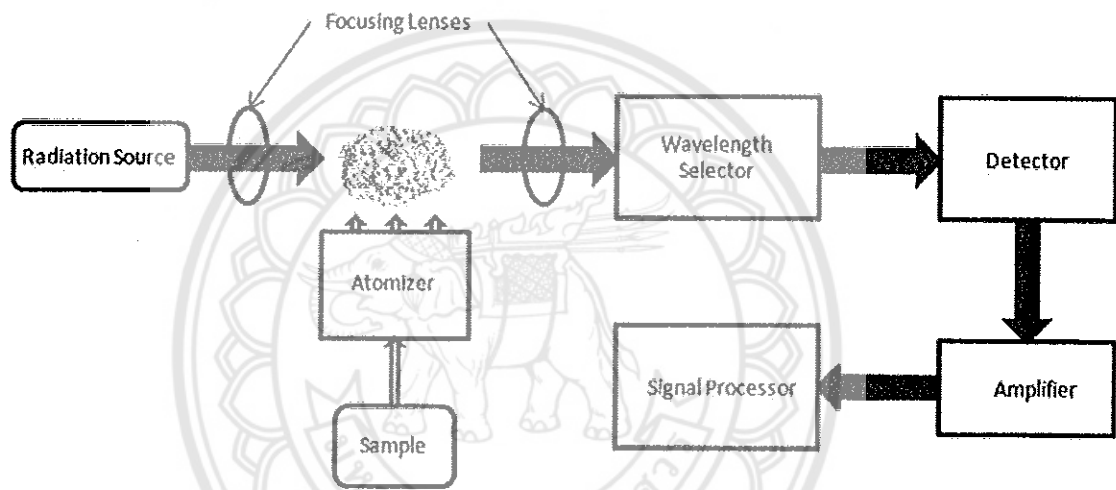 Focusing Lenses
Radiation Source
Wavelength
Selector
Detector
Atomizer
Signal Processor
Amplifier
Sample